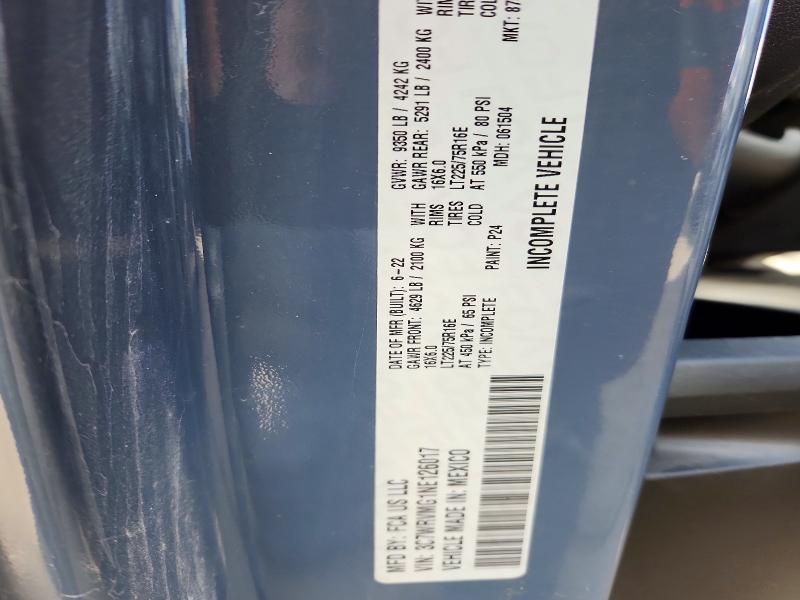 MFD BY: FCA US LLC
DATE OF MFR (BUILT): 6-22
GVWR: 9350 LB / 4242 KG
VIN: 3C7WRVMG1NE126017
GAWR FRONT: 4629 LB / 2100 KG WITH
GAWR REAR: 5291 LB / 2400 KG
16X6.0 RIMS
16X6.0
LT225/75R16E TIRES
LT225/75R16E
AT 450 kPa / 65 PSI COLD
AT 550 kPa / 80 PSI COLD
VEHICLE MADE IN: MEXICO
TYPE: INCOMPLETE
PAINT: P24
MDH: 061504
MKT: 87
INCOMPLETE VEHICLE